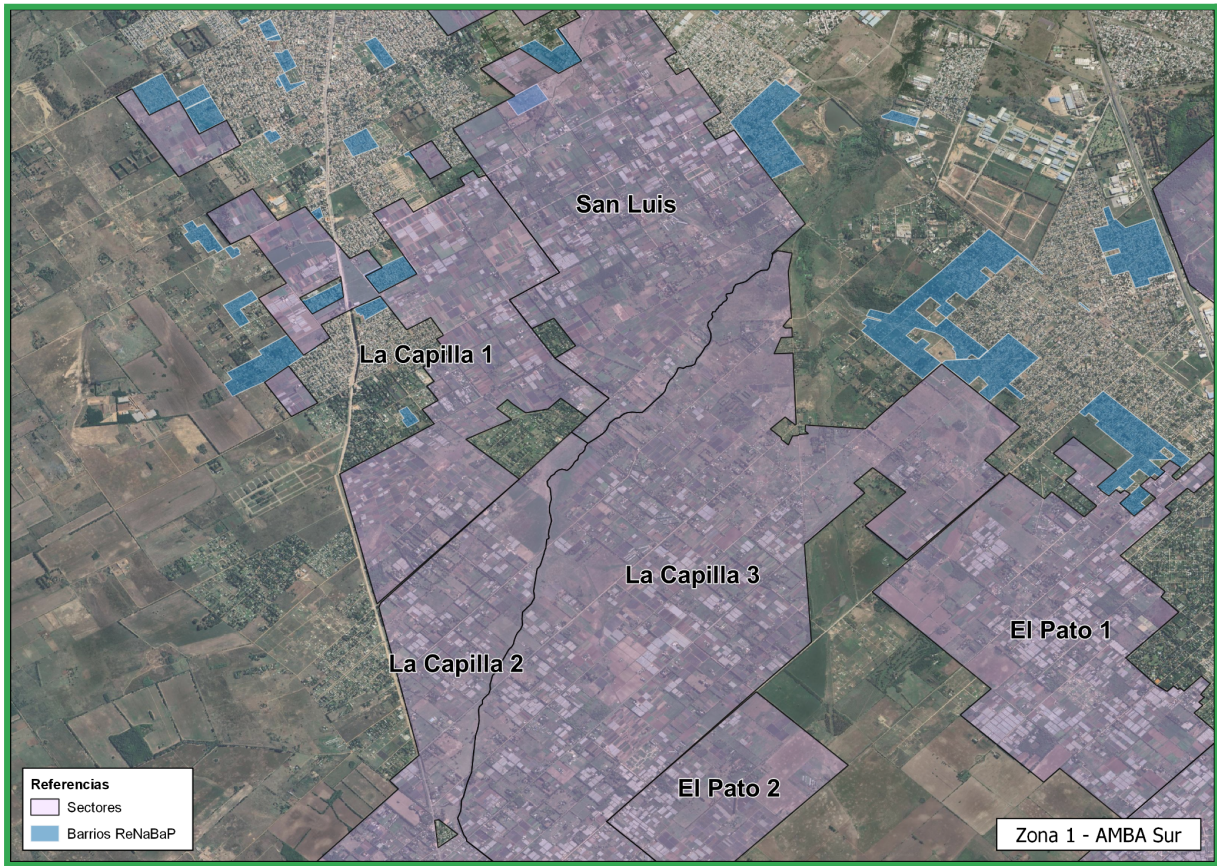 San Luis
La Capilla 1
La Capilla 3
El Pato 1
La Capilla 2
El Pato 2
Referencias
Sectores
Barrios ReNaBaP
Zona 1 - AMBA Sur